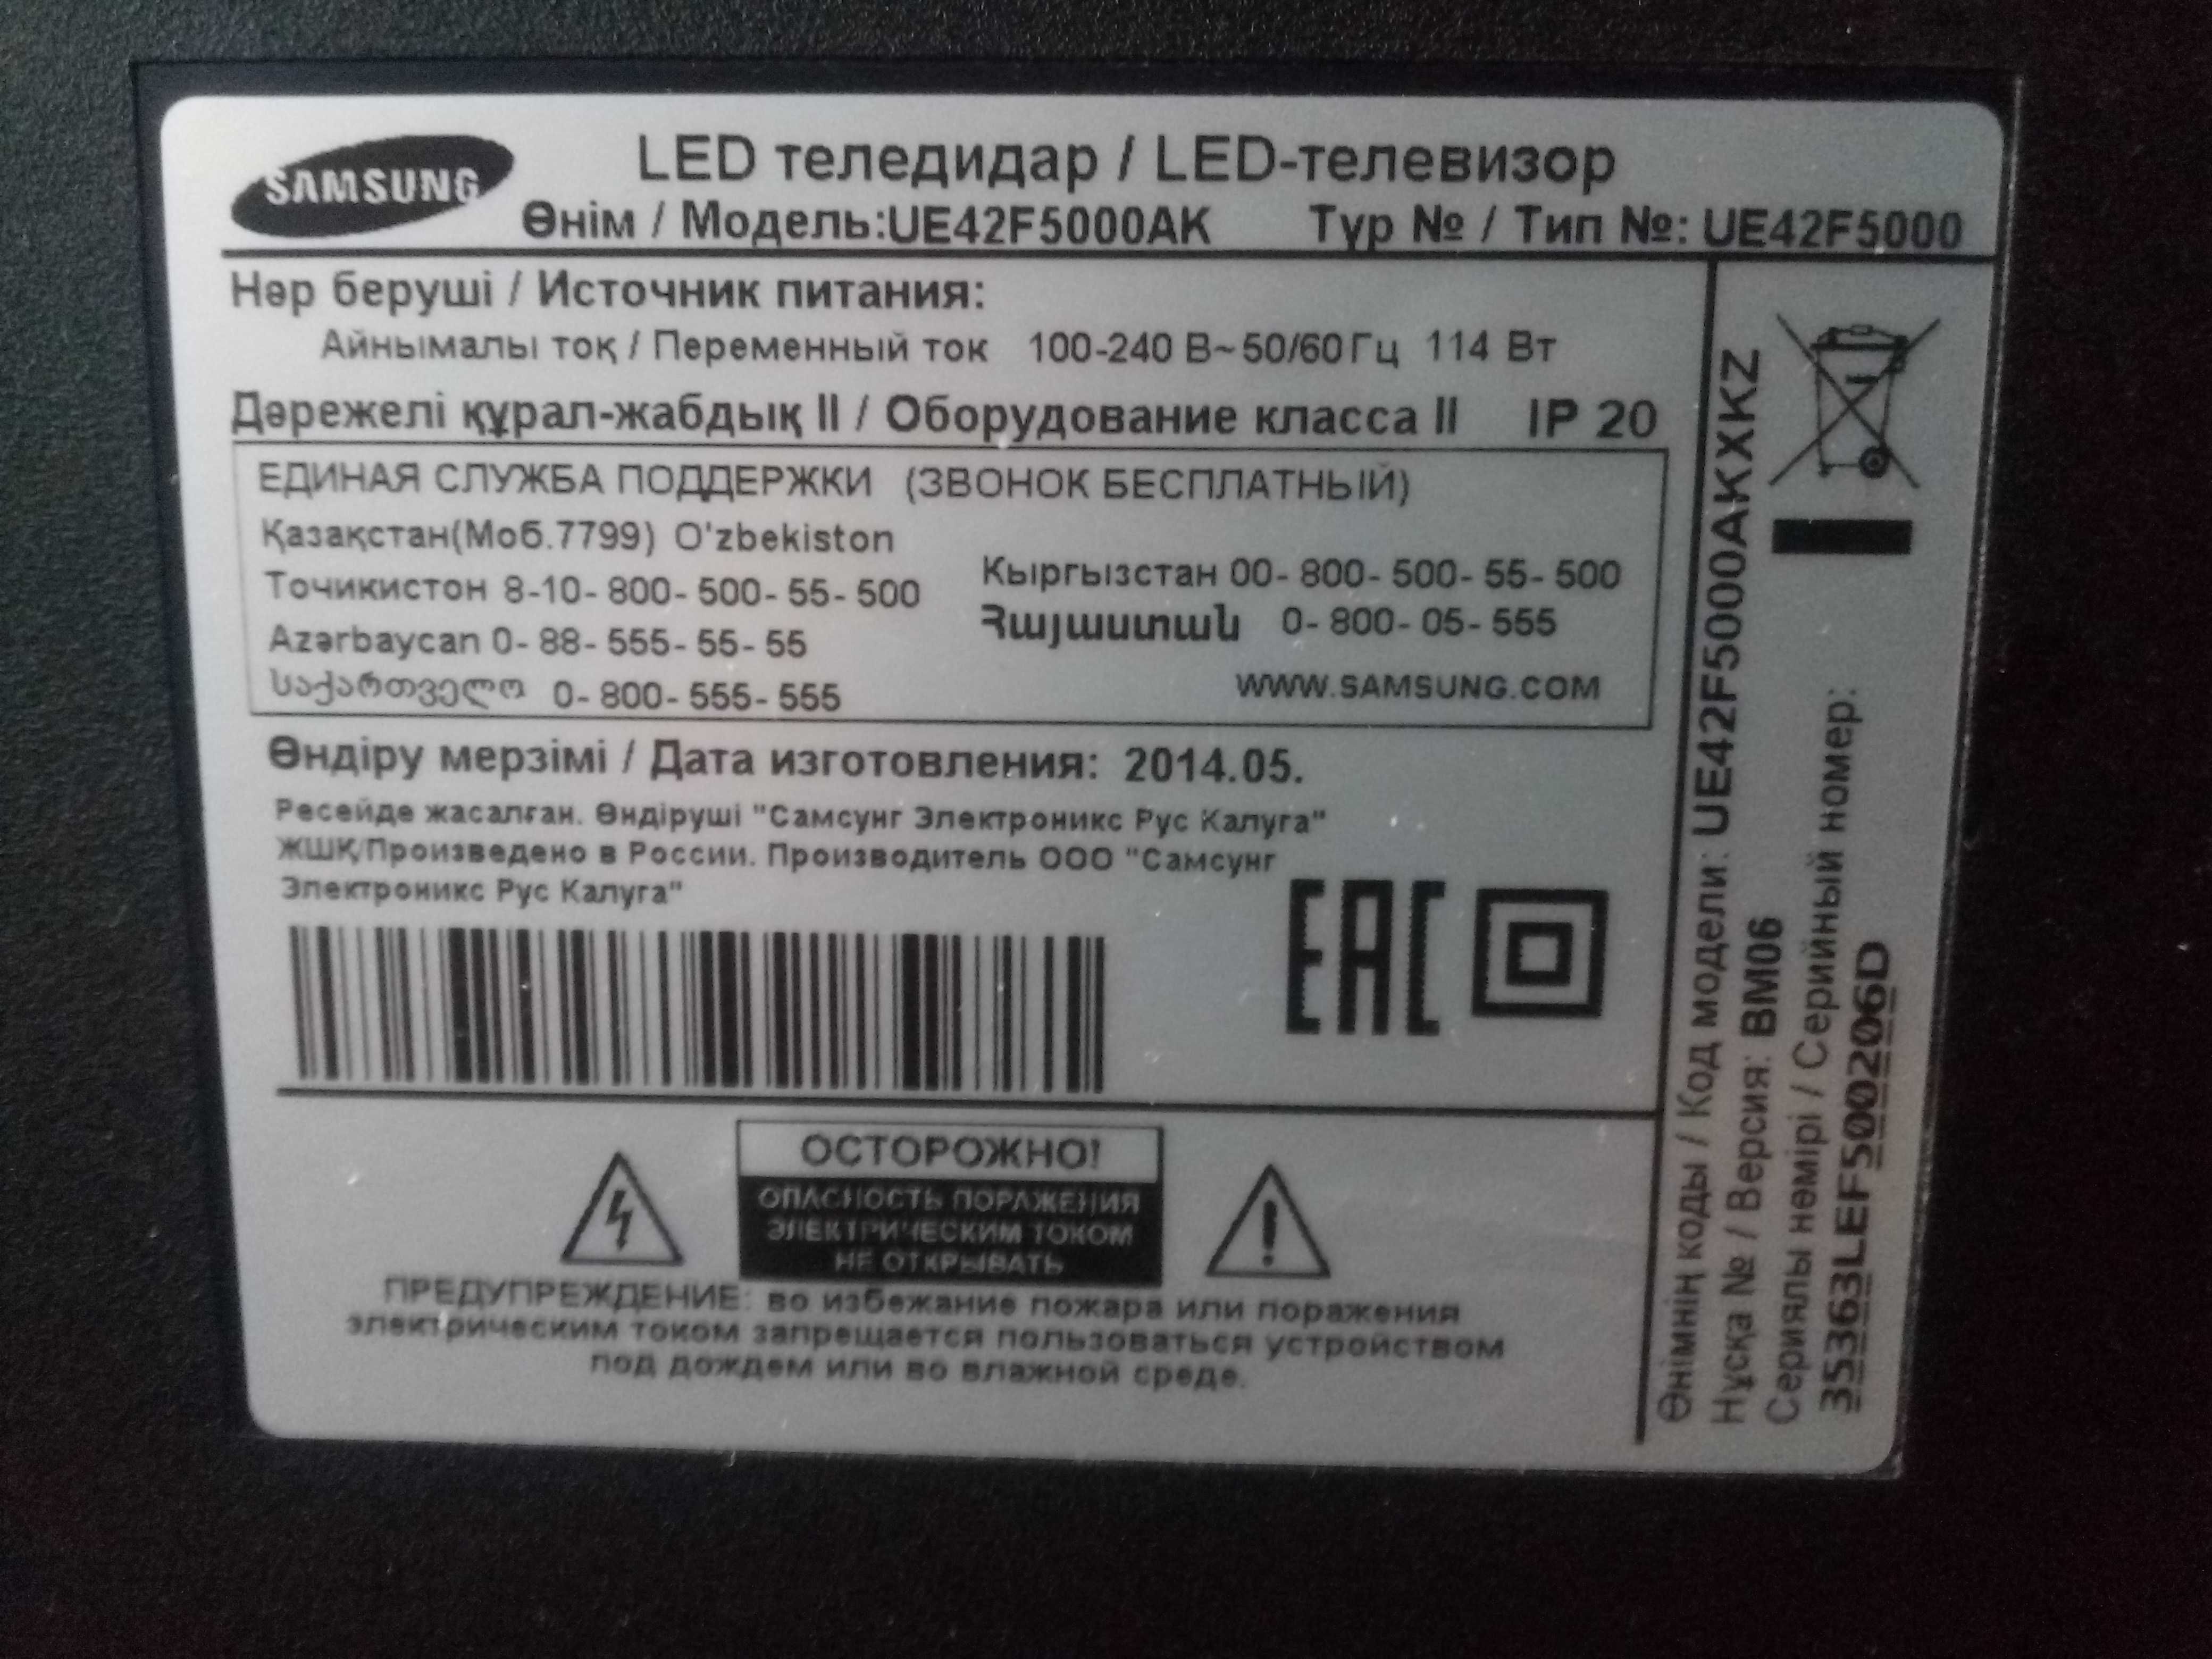 SAMSUNG
LED теледидар / LED-телевизор
Өнім / Модель:UE42F5000AK Түр № / Тип №: UE42F5000
Нәр беруші / Источник питания:
Айнымалы тоқ / Переменный ток 100-240 В~50/60Гц 114 Вт
Дәрежелі құрал-жабдық II / Оборудование класса II IP 20
ЕДИНАЯ СЛУЖБА ПОДДЕРЖКИ (ЗВОНОК БЕСПЛАТНЫЙ)
Қазақстан(Моб.7799) O'zbekiston
Точикистон 8-10-800-500-55-500
Azərbaycan 0-88-555-55-55
საქართველო 0-800-555-555
Кыргызстан 00-800-500-55-500
Հայաստան 0-800-05-555
WWW.SAMSUNG.COM
Өндіру мерзімі / Дата изготовления: 2014.05.
Ресейде жасалған. Өндіруші "Самсунг Электроникс Рус Калуга"
ЖШҚ/Произведено в России. Производитель ООО "Самсунг
Электроникс Рус Калуга"
EAC
ОСТОРОЖНО!
ОПАСНОСТЬ ПОРАЖЕНИЯ
ЭЛЕКТРИЧЕСКИМ ТОКОМ
НЕ ОТКРЫВАТЬ
ПРЕДУПРЕЖДЕНИЕ: во избежание пожара или поражения
электрическим током запрещается пользоваться устройством
под дождем или во влажной среде.
Өнімнің коды / Код модели: UE42F5000AKXKZ
Нұсқа № / Версия: BM06
Сериялы нөмірі / Серийный номер:
35363LEF500206D